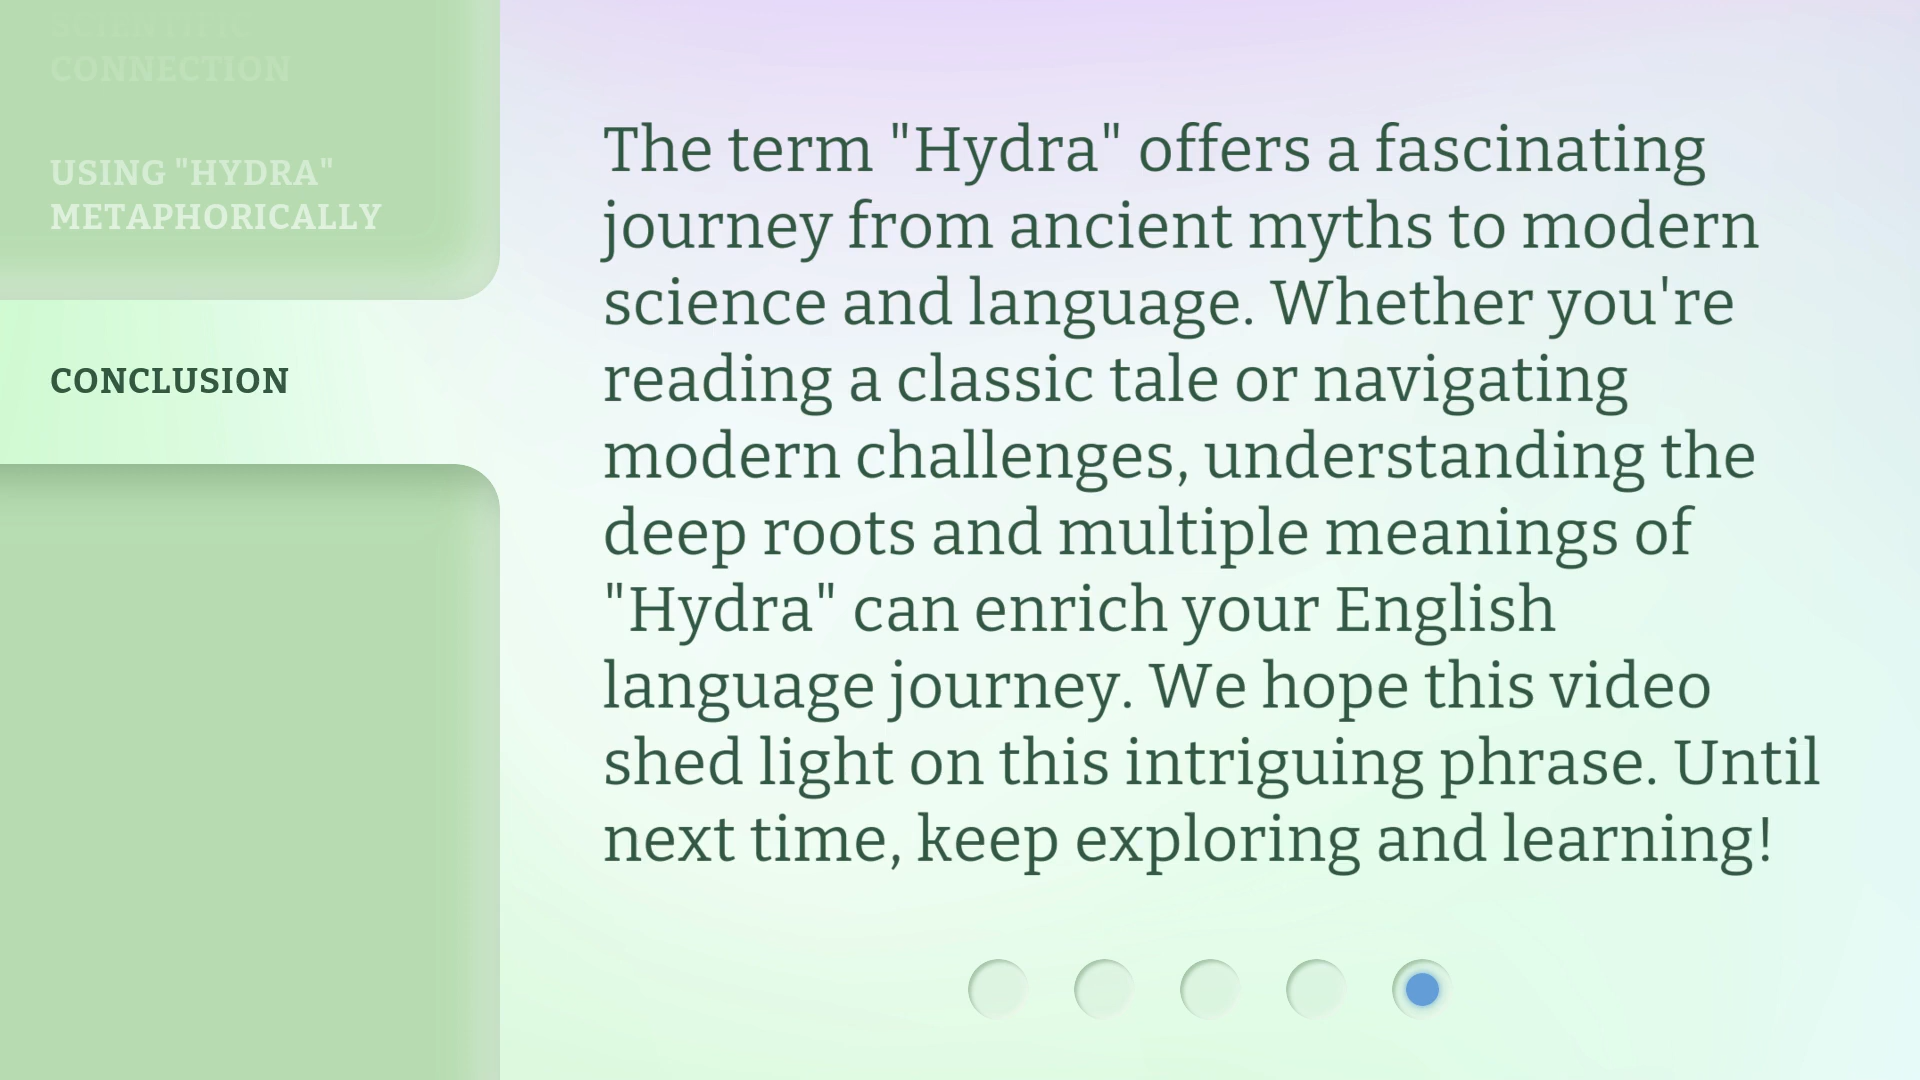 SCIENTIFIC
CONNECTION
USING "HYDRA"
METAPHORICALLY
CONCLUSION
The term "Hydra" offers a fascinating
journey from ancient myths to modern
science and language. Whether you're
reading a classic tale or navigating
modern challenges, understanding the
deep roots and multiple meanings of
"Hydra" can enrich your English
language journey. We hope this video
shed light on this intriguing phrase. Until
next time, keep exploring and learning!